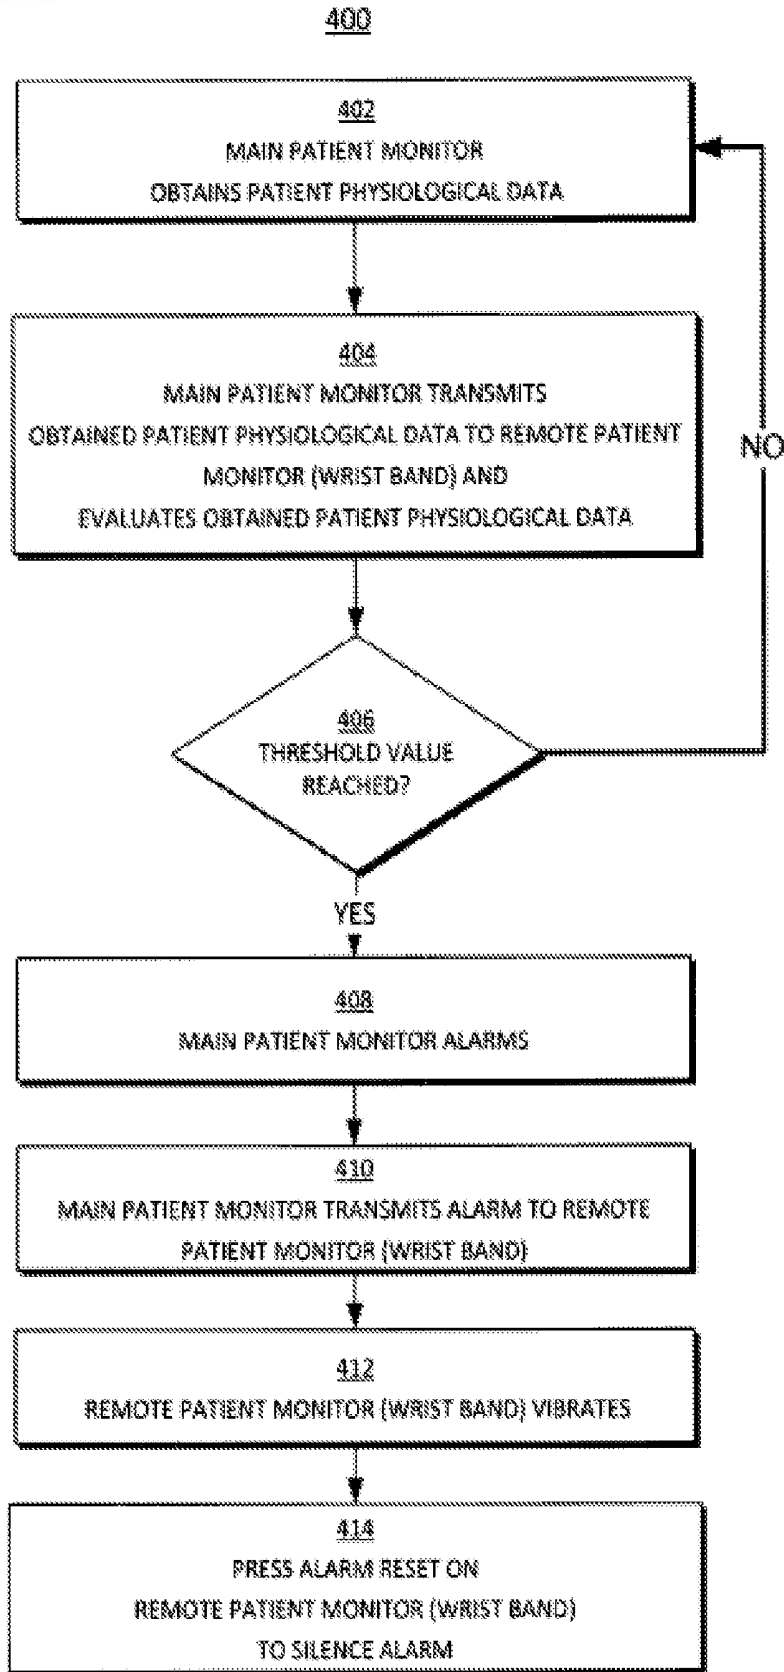 400
402
MAIN PATIENT MONITOR
OBTAINS PATIENT PHYSIOLOGICAL DATA
404
MAIN PATIENT MONITOR TRANSMITS
OBTAINED PATIENT PHYSIOLOGICAL DATA TO REMOTE PATIENT
MONITOR (WRIST BAND) AND
EVALUATES OBTAINED PATIENT PHYSIOLOGICAL DATA
NO
406
THRESHOLD VALUE
REACHED?
YES
408
MAIN PATIENT MONITOR ALARMS
410
MAIN PATIENT MONITOR TRANSMITS ALARM TO REMOTE
PATIENT MONITOR (WRIST BAND)
412
REMOTE PATIENT MONITOR (WRIST BAND) VIBRATES
414
PRESS ALARM RESET ON
REMOTE PATIENT MONITOR (WRIST BAND)
TO SILENCE ALARM